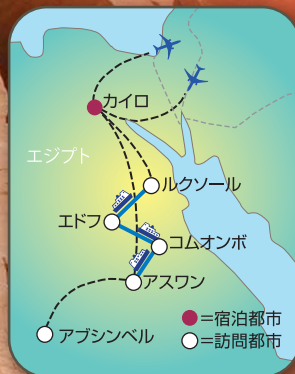 カイロ
エジプト
ルクソール
エドフ
コムオンボ
アスワン
アブシンベル
=宿泊都市
=訪問都市